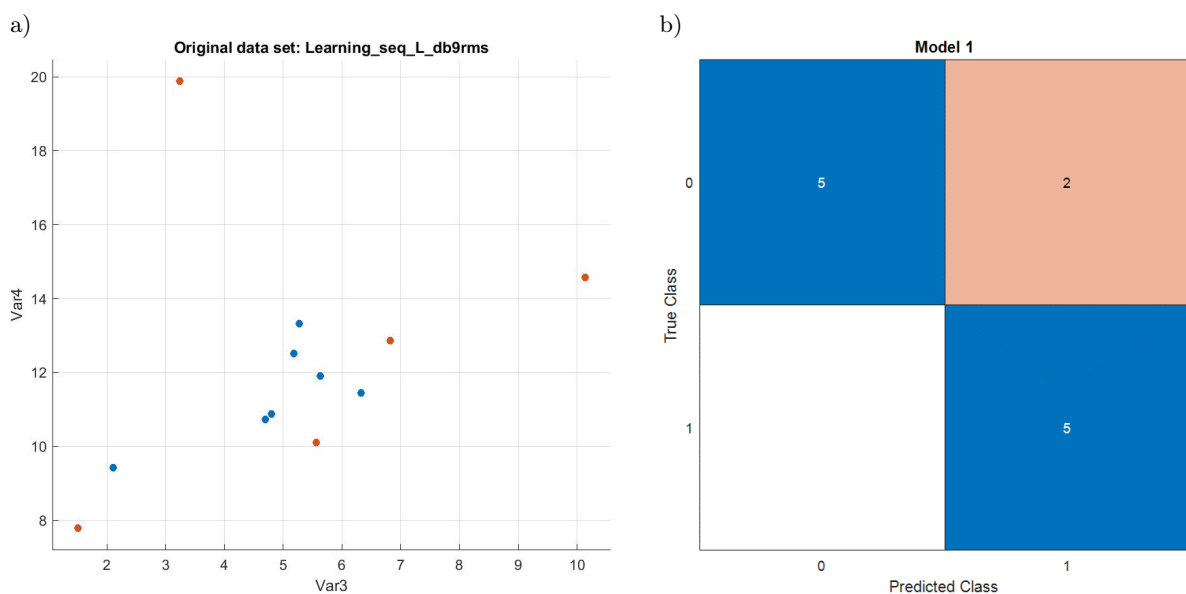 a)
Original data set: Learning_seq_L_db9rms
20
18
16
14
12
10
8
Var4
2 3 4 5 6 7 8 9 10
Var3
b)
Model 1
0
5 2
True Class
1
5
0 1
Predicted Class